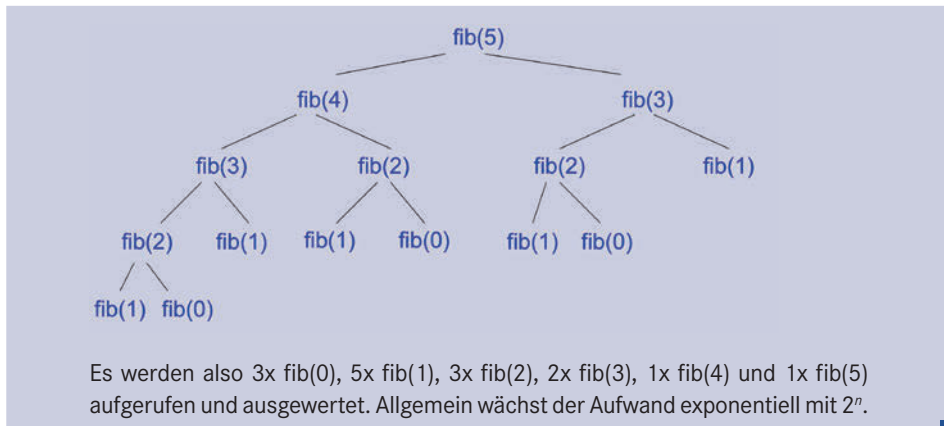 fib(5)
fib(4) fib(3)
fib(3) fib(2) fib(2) fib(1)
fib(2) fib(1) fib(1) fib(0) fib(1) fib(0)
fib(1) fib(0)
Es werden also 3x fib(0), 5x fib(1), 3x fib(2), 2x fib(3), 1x fib(4) und 1x fib(5)
aufgerufen und ausgewertet. Allgemein wächst der Aufwand exponentiell mit 2ⁿ.